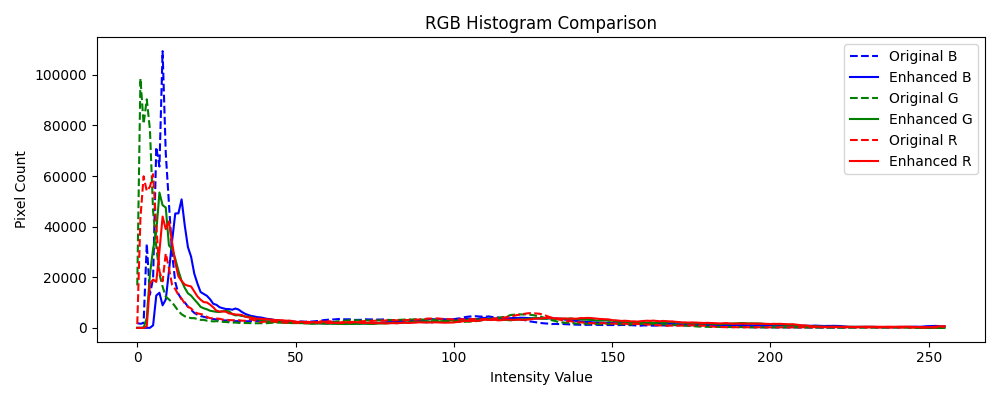 RGB Histogram Comparison
Original B
Enhanced B
Original G
Enhanced G
Original R
Enhanced R
Pixel Count
100000
80000
60000
40000
20000
0
0 50 100 150 200 250
Intensity Value